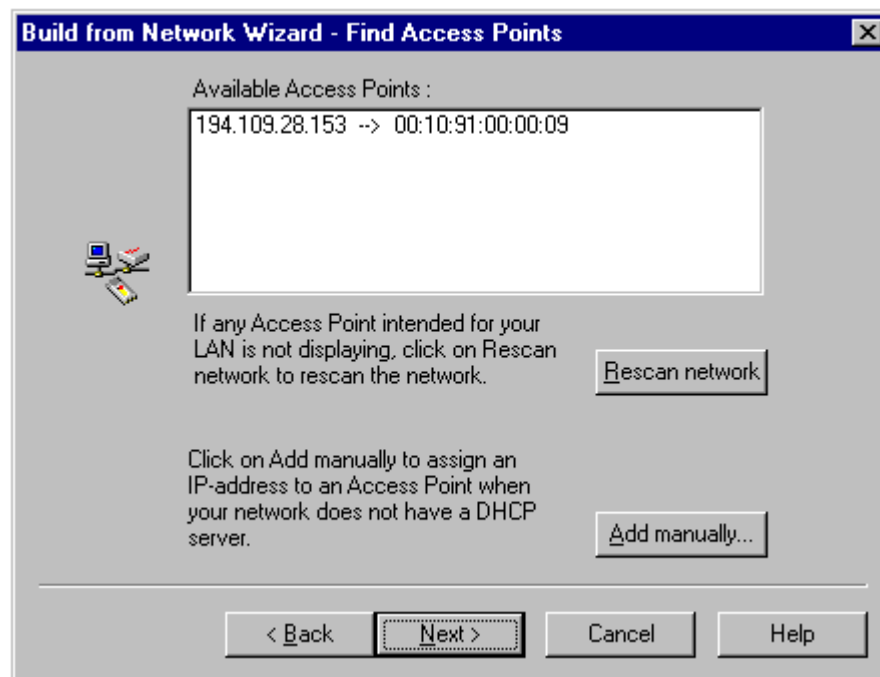 Build from Network Wizard - Find Access Points
Available Access Points :
194.109.28.153 --> 00:10:91:00:00:09
If any Access Point intended for your
LAN is not displaying, click on Rescan
network to rescan the network.
Rescan network
Click on Add manually to assign an
IP-address to an Access Point when
your network does not have a DHCP
server.
Add manually...
< Back
Next >
Cancel
Help